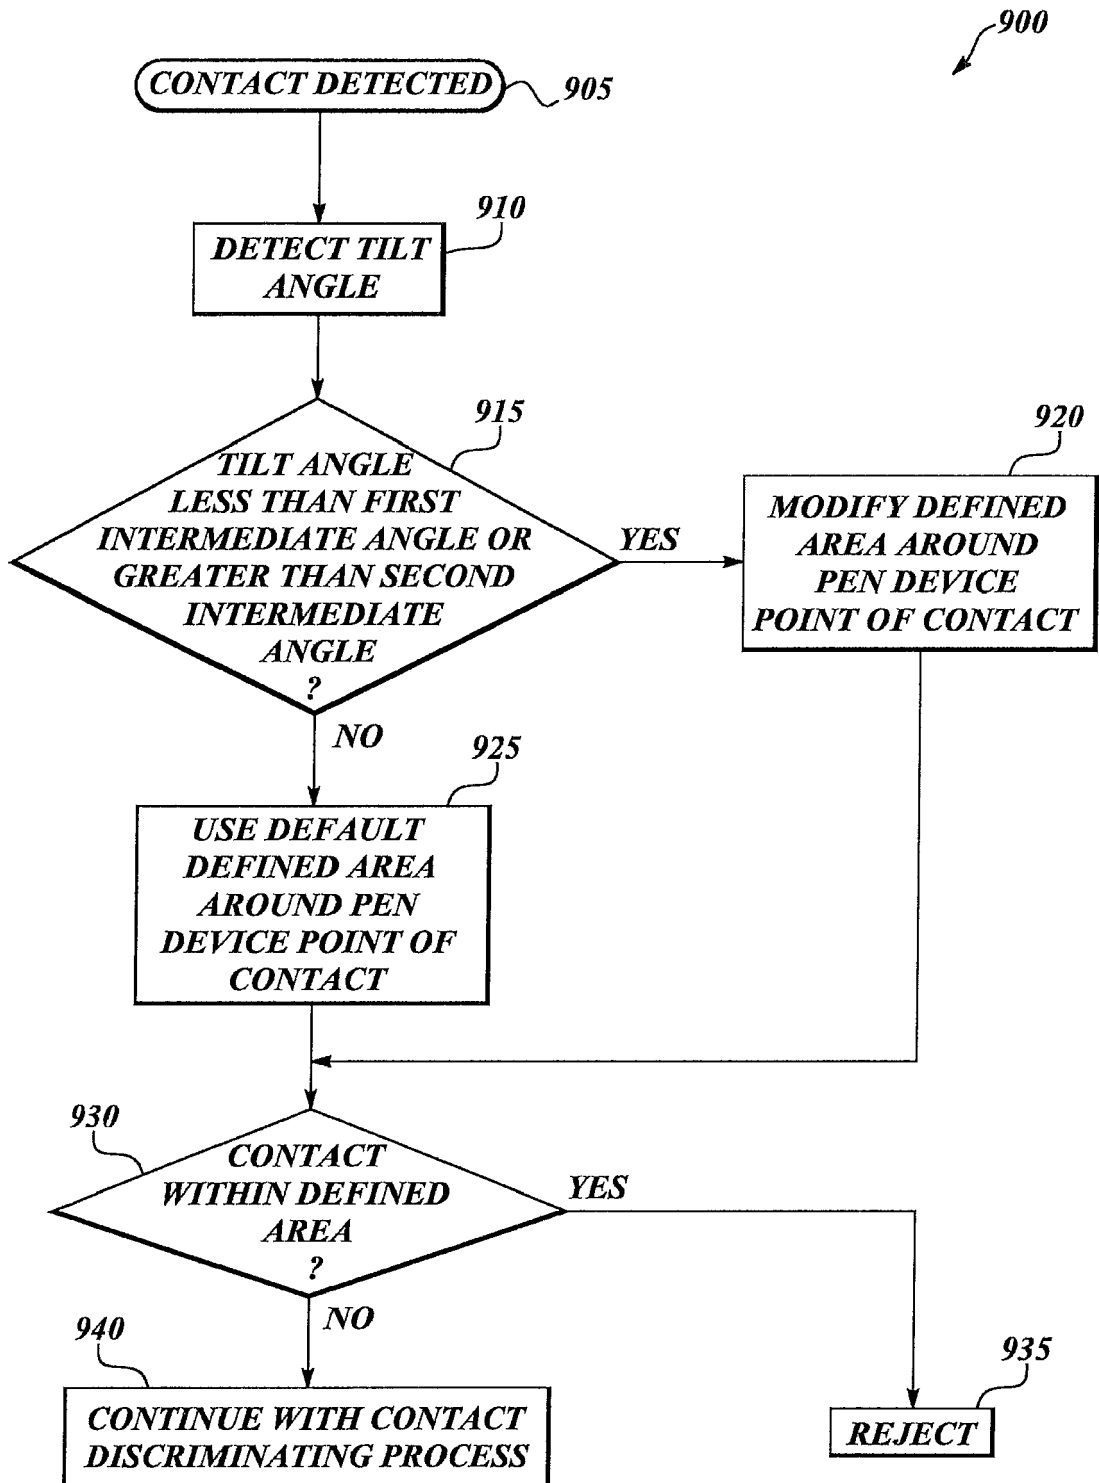 900
CONTACT DETECTED
905
910
DETECT TILT
ANGLE
915
TILT ANGLE
LESS THAN FIRST
INTERMEDIATE ANGLE OR
GREATER THAN SECOND
INTERMEDIATE
ANGLE
?
YES
920
MODIFY DEFINED
AREA AROUND
PEN DEVICE
POINT OF CONTACT
NO
925
USE DEFAULT
DEFINED AREA
AROUND PEN
DEVICE POINT OF
CONTACT
930
CONTACT
WITHIN DEFINED
AREA
?
YES
NO
940
CONTINUE WITH CONTACT
DISCRIMINATING PROCESS
935
REJECT